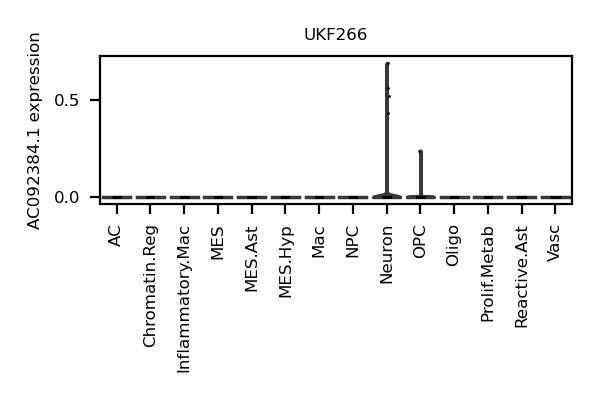 UKF266
AC092384.1 expression
0.5
0.0
AC
Chromatin.Reg
Inflammatory.Mac
MES
MES.Ast
MES.Hyp
Mac
NPC
Neuron
OPC
Oligo
Prolif.Metab
Reactive.Ast
Vasc